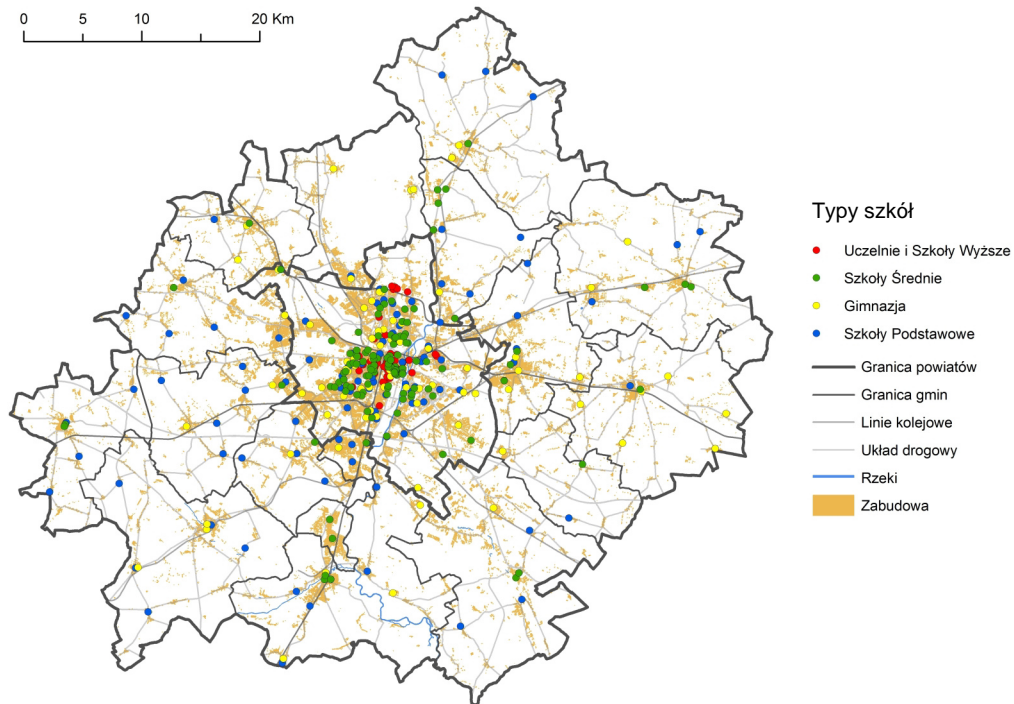 0 5 10 20 Km
Typy szkół
Uczelnie i Szkoły Wyższe
Szkoły Średnie
Gimnazja
Szkoły Podstawowe
Granica powiatów
Granica gmin
Linie kolejowe
Układ drogowy
Rzeki
Zabudowa